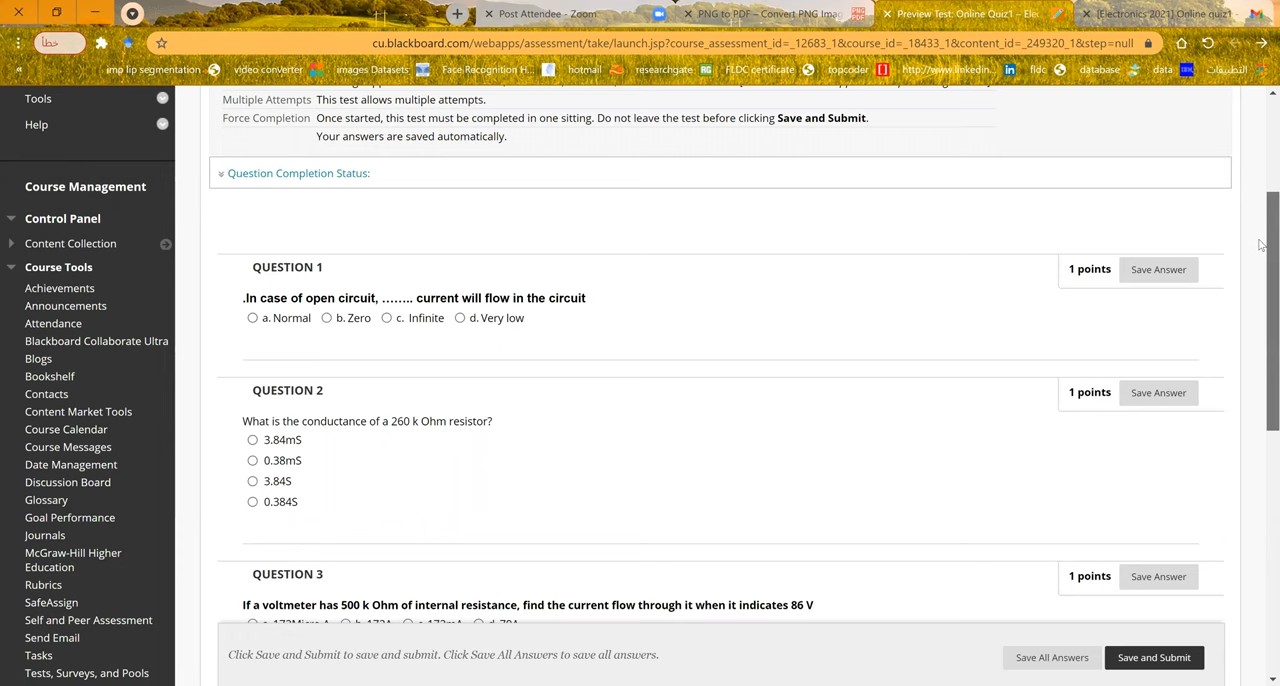 Post Attendee - Zoom
PNG to PDF – Convert PNG Imag
Preview Test: Online Quiz1 – Ele
[Electronics 2021] Online quiz1 -
خطأ
cu.blackboard.com/webapps/assessment/take/launch.jsp?course_assessment_id=_12683_1&course_id=_18433_1&content_id=_249320_1&step=null
imp lip segmentation
video converter
images Datasets
Face Recognition H...
hotmail
researchgate
FLDC certificate
topcoder
http://www.linkedin...
fldc
database
data
التطبيقات
Tools
Help
Course Management
Control Panel
Content Collection
Course Tools
Achievements
Announcements
Attendance
Blackboard Collaborate Ultra
Blogs
Bookshelf
Contacts
Content Market Tools
Course Calendar
Course Messages
Date Management
Discussion Board
Glossary
Goal Performance
Journals
McGraw-Hill Higher
Education
Rubrics
SafeAssign
Self and Peer Assessment
Send Email
Tasks
Tests, Surveys, and Pools
Multiple Attempts This test allows multiple attempts.
Force Completion Once started, this test must be completed in one sitting. Do not leave the test before clicking Save and Submit.
Your answers are saved automatically.
Question Completion Status:
QUESTION 1
1 points Save Answer
.In case of open circuit, …….. current will flow in the circuit
a. Normal b. Zero c. Infinite d. Very low
QUESTION 2
1 points Save Answer
What is the conductance of a 260 k Ohm resistor?
3.84mS
0.38mS
3.84S
0.384S
QUESTION 3
1 points Save Answer
If a voltmeter has 500 k Ohm of internal resistance, find the current flow through it when it indicates 86 V
Click Save and Submit to save and submit. Click Save All Answers to save all answers.
Save All Answers Save and Submit